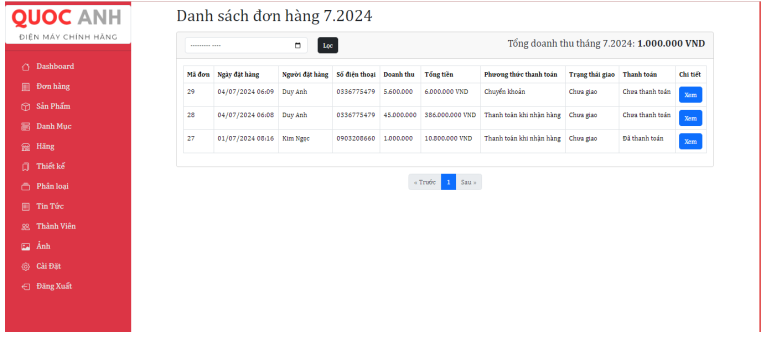 QUOC ANH
ĐIỆN MÁY CHÍNH HÃNG
Dashboard
Đơn hàng
Sản Phẩm
Danh Mục
Hãng
Thiết kế
Phân loại
Tin Tức
Thành Viên
Ảnh
Cài Đặt
Đăng Xuất
Danh sách đơn hàng 7.2024
Lọc
Tổng doanh thu tháng 7.2024: 1.000.000 VND
Mã đơn Ngày đặt hàng Người đặt hàng Số điện thoại Doanh thu Tổng tiền Phương thức thanh toán Trạng thái giao Thanh toán Chi tiết
29 04/07/2024 06:09 Duy Anh 0336775479 5.600.000 6.000.000 VND Chuyển khoản Chưa giao Chưa thanh toán Xem
28 04/07/2024 06:08 Duy Anh 0336775479 45.000.000 386.000.000 VND Thanh toán khi nhận hàng Chưa giao Chưa thanh toán Xem
27 01/07/2024 08:16 Kim Ngọc 0903208660 1.000.000 10.800.000 VND Thanh toán khi nhận hàng Chưa giao Đã thanh toán Xem
« Trước 1 Sau »